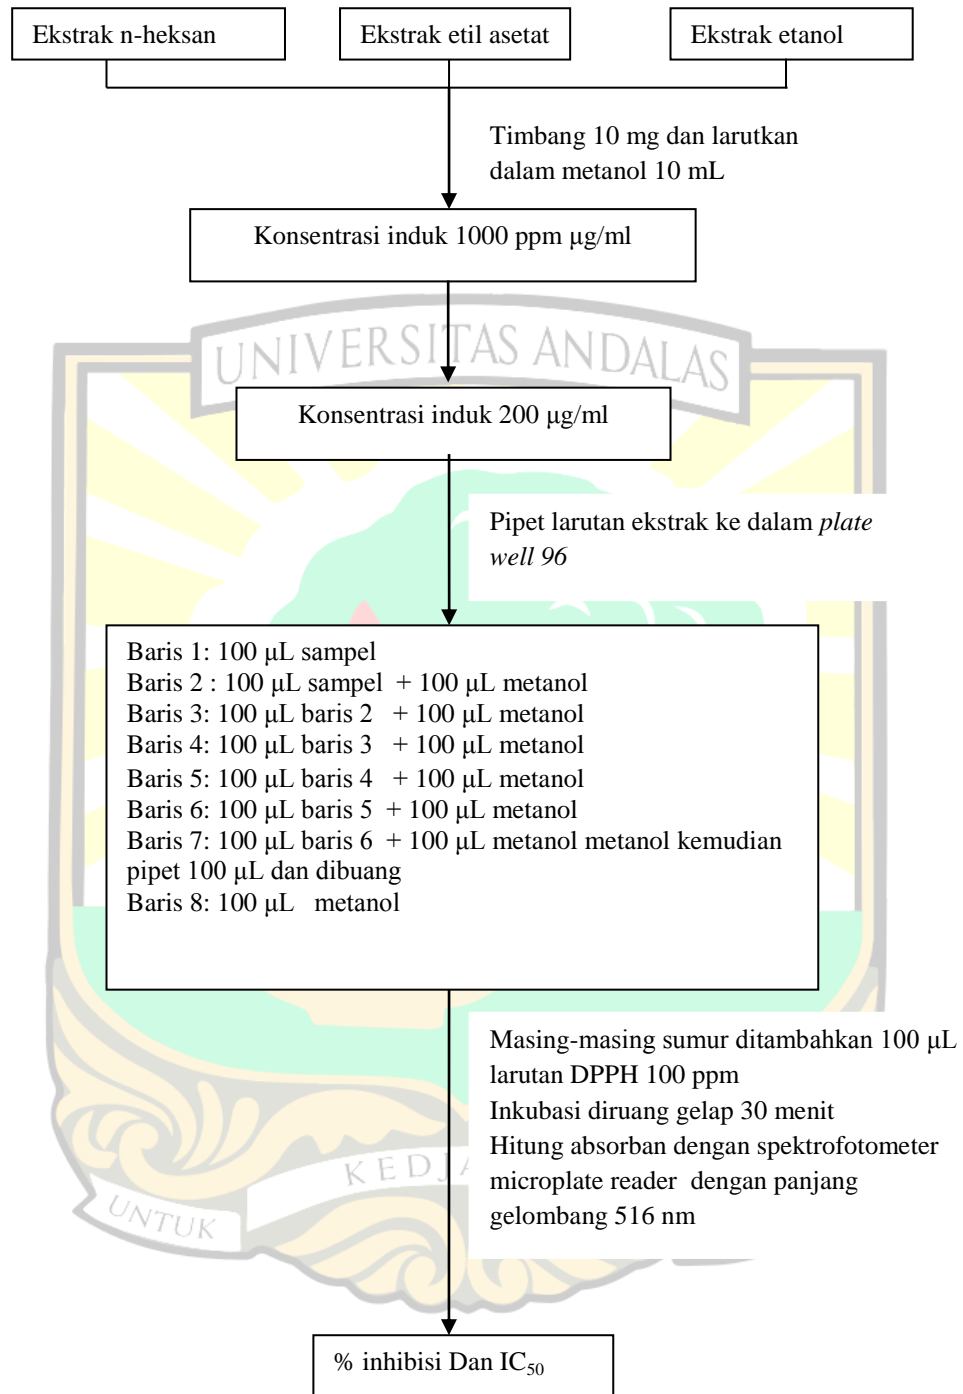 Ekstrak n-heksan
Ekstrak etil asetat
Ekstrak etanol
Timbang 10 mg dan larutkan
dalam metanol 10 mL
Konsentrasi induk 1000 ppm μg/ml
UNIVERSITAS ANDALAS
Konsentrasi induk 200 μg/ml
Pipet larutan ekstrak ke dalam plate
well 96
Baris 1: 100 μL sampel
Baris 2 : 100 μL sampel + 100 μL metanol
Baris 3: 100 μL baris 2 + 100 μL metanol
Baris 4: 100 μL baris 3 + 100 μL metanol
Baris 5: 100 μL baris 4 + 100 μL metanol
Baris 6: 100 μL baris 5 + 100 μL metanol
Baris 7: 100 μL baris 6 + 100 μL metanol metanol kemudian
pipet 100 μL dan dibuang
Baris 8: 100 μL metanol
Masing-masing sumur ditambahkan 100 μL
larutan DPPH 100 ppm
Inkubasi diruang gelap 30 menit
Hitung absorban dengan spektrofotometer
microplate reader dengan panjang
gelombang 516 nm
UNTUK
% inhibisi Dan IC₅₀